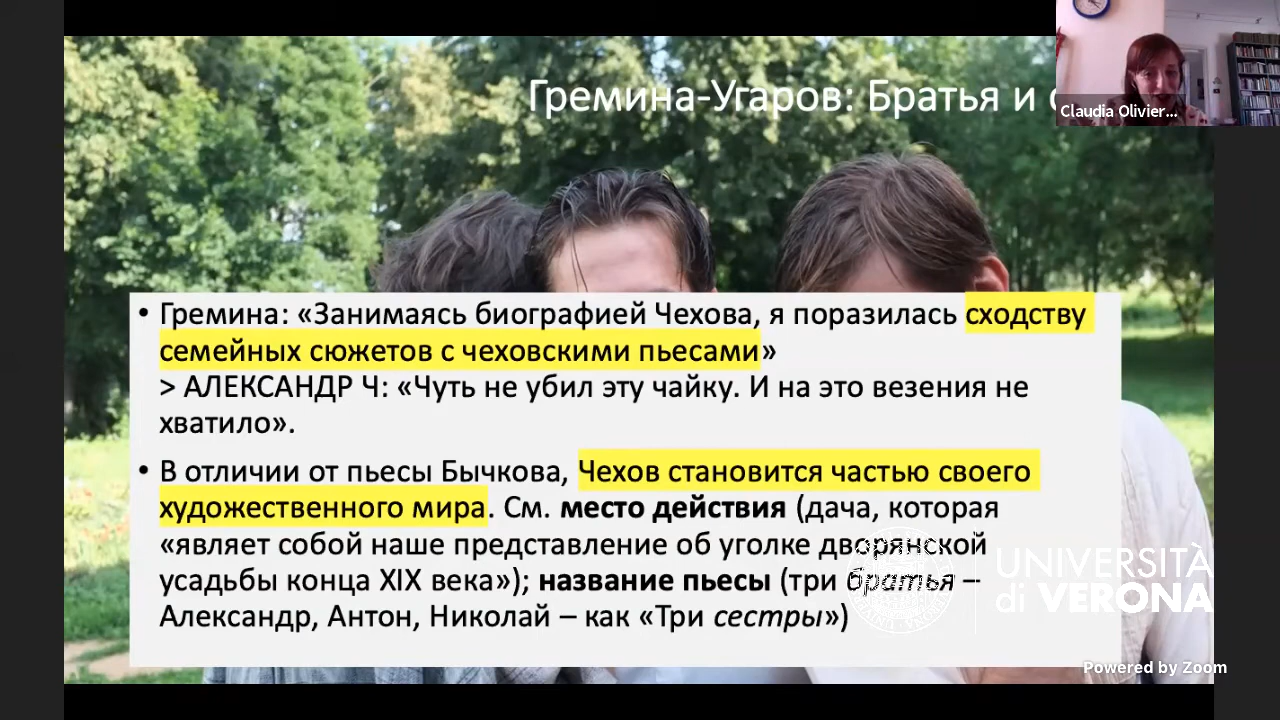 Гремина-Угаров: Братья и
Claudia Olivier...
• Гремина: «Занимаясь биографией Чехова, я поразилась сходству
семейных сюжетов с чеховскими пьесами»
> АЛЕКСАНДР Ч: «Чуть не убил эту чайку. И на это везения не
хватило».
• В отличии от пьесы Бычкова, Чехов становится частью своего
художественного мира. См. место действия (дача, которая
«являет собой наше представление об уголке дворянской
усадьбы конца XIX века»); название пьесы (три братья –
Александр, Антон, Николай – как «Три сестры»)
UNIVERSITÀ
di VERONA
Powered by Zoom